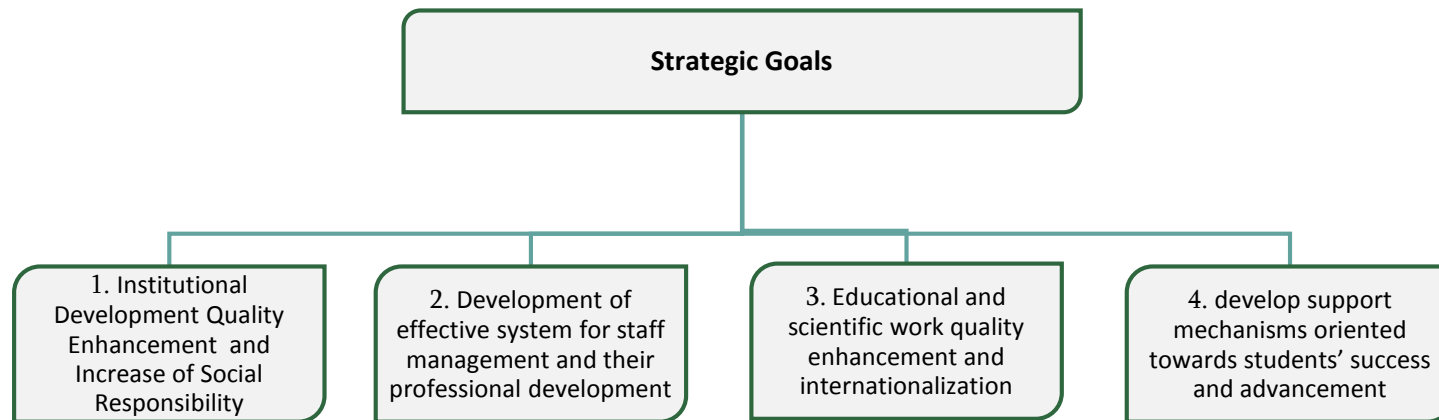 Strategic Goals
1. Institutional
Development Quality
Enhancement  and
Increase of Social
Responsibility
2. Development of
effective system for staff
management and their
professional development
3. Educational and
scientific work quality
enhancement and
internationalization
4. develop support
mechanisms oriented
towards students’ success
and advancement